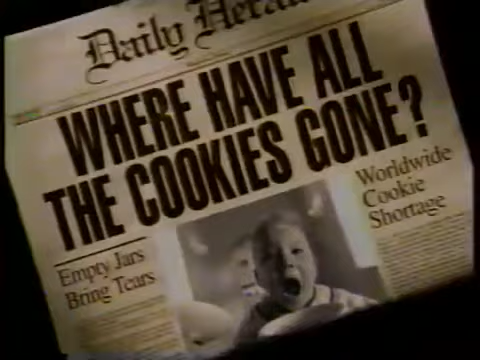 Daily Herald
WHERE HAVE ALL
THE COOKIES GONE?
Worldwide
Cookie
Shortage
Empty Jars
Bring Tears